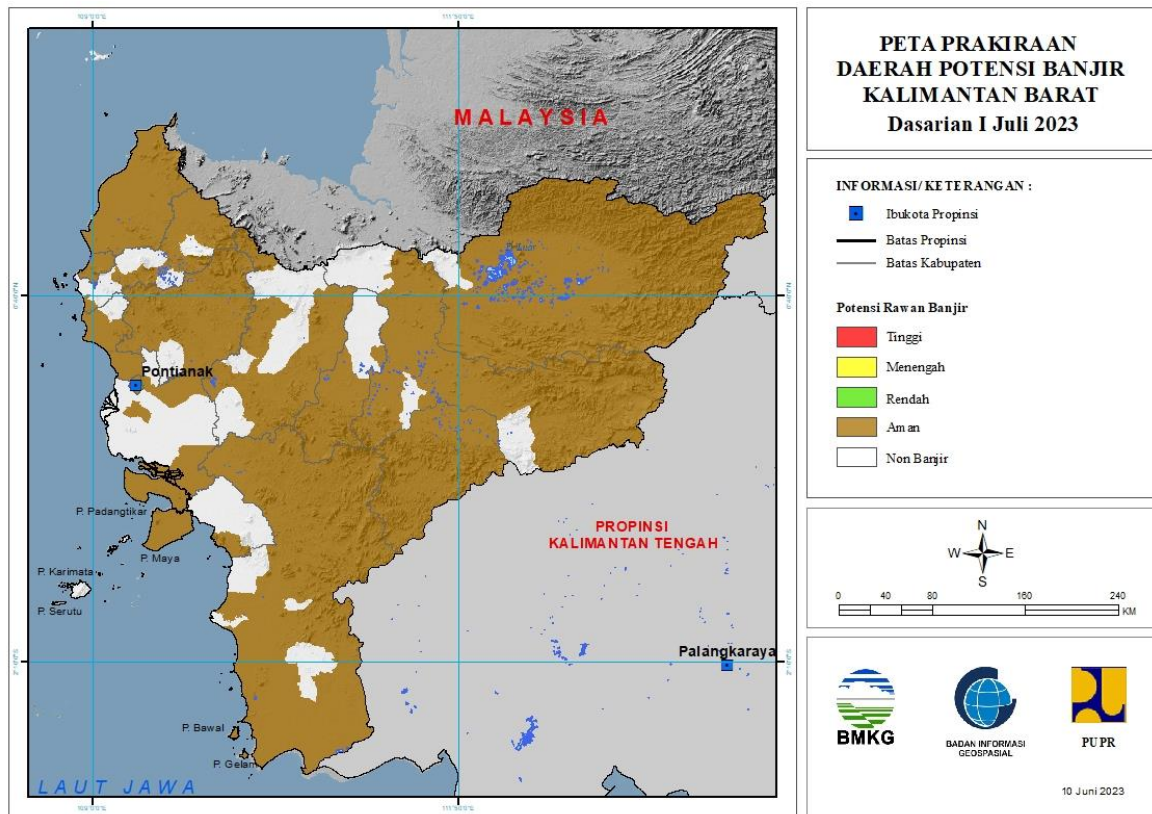 PETA PRAKIRAAN
DAERAH POTENSI BANJIR
KALIMANTAN BARAT
Dasarian I Juli 2023
INFORMASI/ KETERANGAN :
Ibukota Propinsi
Batas Propinsi
Batas Kabupaten
Potensi Rawan Banjir
Tinggi
Menengah
Rendah
Aman
Non Banjir
N
W E
S
0 40 80 160 240
KM
BMKG
BADAN INFORMASI
GEOSPASIAL
PUPR
10 Juni 2023
MALAYSIA
Pontianak
P. Padangtikar
P. Maya
P. Karimata
P. Serutu
PROPINSI
KALIMANTAN TENGAH
Palangkaraya
P. Bawal
P. Gelam
LAUT JAWA